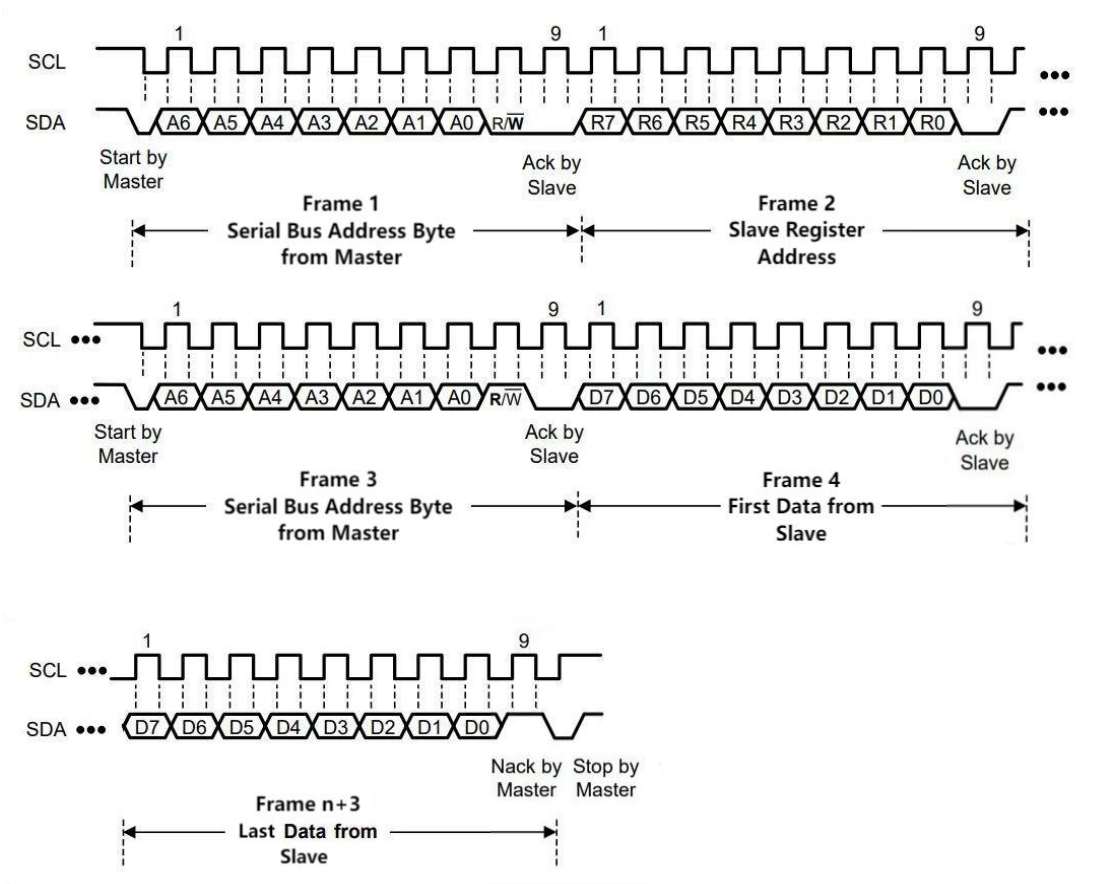 1 9 1 9
SCL •••
SDA A6 A5 A4 A3 A2 A1 A0 R/W̅ R7 R6 R5 R4 R3 R2 R1 R0 •••
Start by
Master
Ack by
Slave
Ack by
Slave
Frame 1
Serial Bus Address Byte
from Master
Frame 2
Slave Register
Address
1 9 1 9
SCL ••• •••
SDA ••• A6 A5 A4 A3 A2 A1 A0 R/W̅ D7 D6 D5 D4 D3 D2 D1 D0 •••
Start by
Master
Ack by
Slave
Ack by
Slave
Frame 3
Serial Bus Address Byte
from Master
Frame 4
First Data from
Slave
1 9
SCL •••
SDA ••• D7 D6 D5 D4 D3 D2 D1 D0
Nack by
Master
Stop by
Master
Frame n+3
Last Data from
Slave